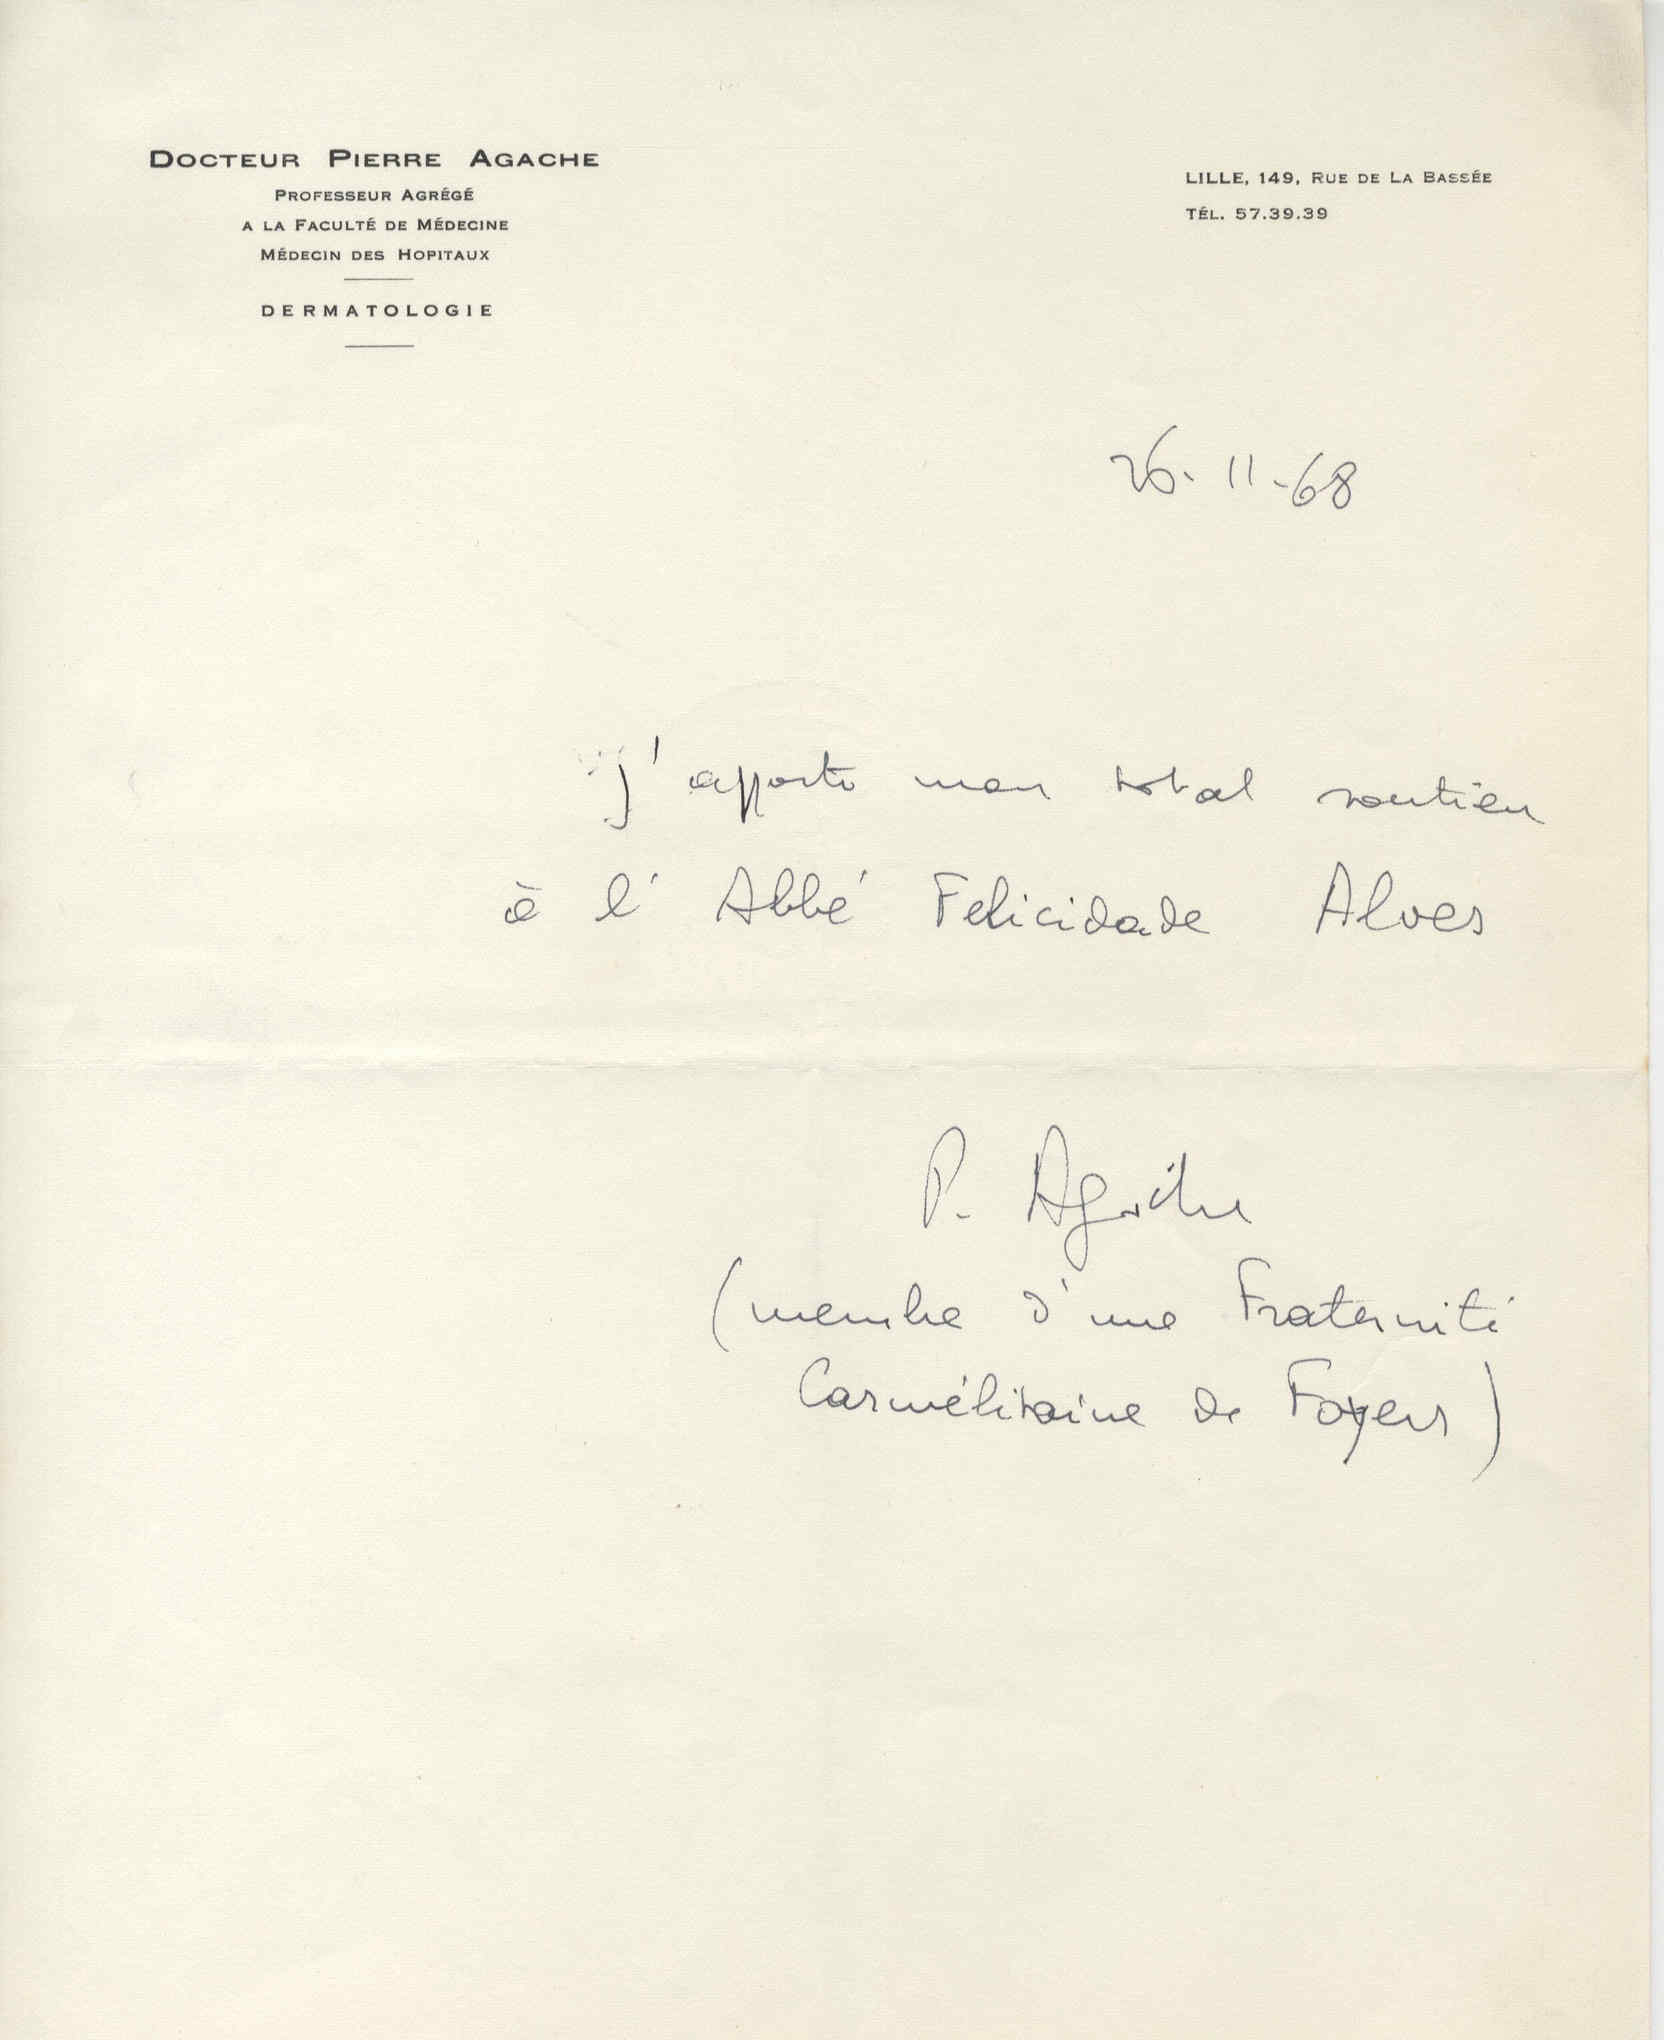 DOCTEUR PIERRE AGACHE
PROFESSEUR AGRÉGÉ
A LA FACULTÉ DE MÉDECINE
MÉDECIN DES HOPITAUX
DERMATOLOGIE
LILLE, 149, RUE DE LA BASSÉE
TÉL. 57.39.39
26-11-68
J'apporte mon total soutien
à l'Abbé Felicidade Alves
P. Agache
(membre d'une Fraternité
Carmélitaine de Foyers)